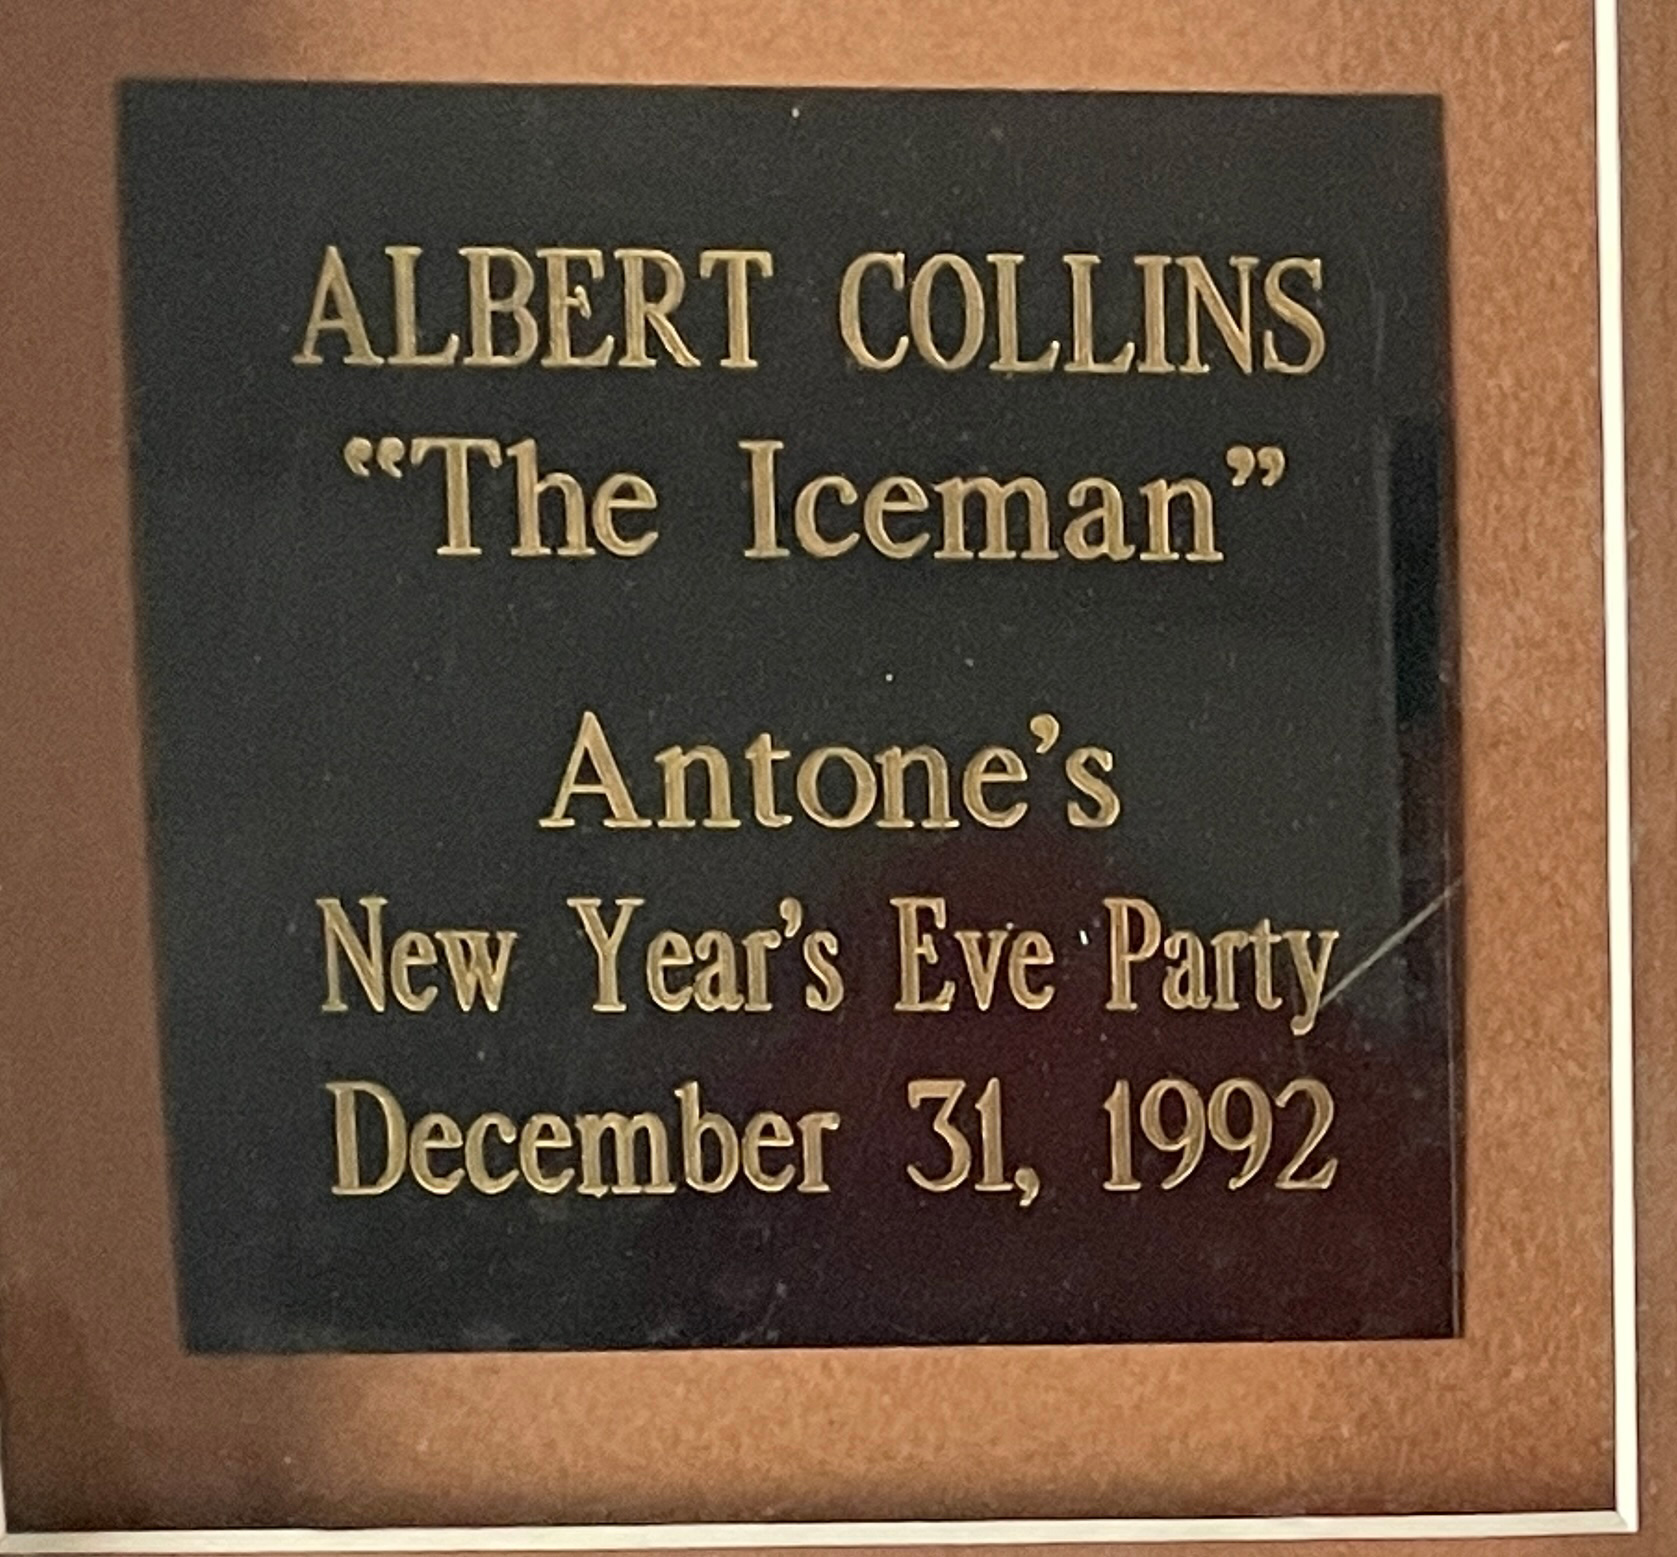 ALBERT COLLINS
“The Iceman”
Antone’s
New Year’s Eve Party
December 31, 1992